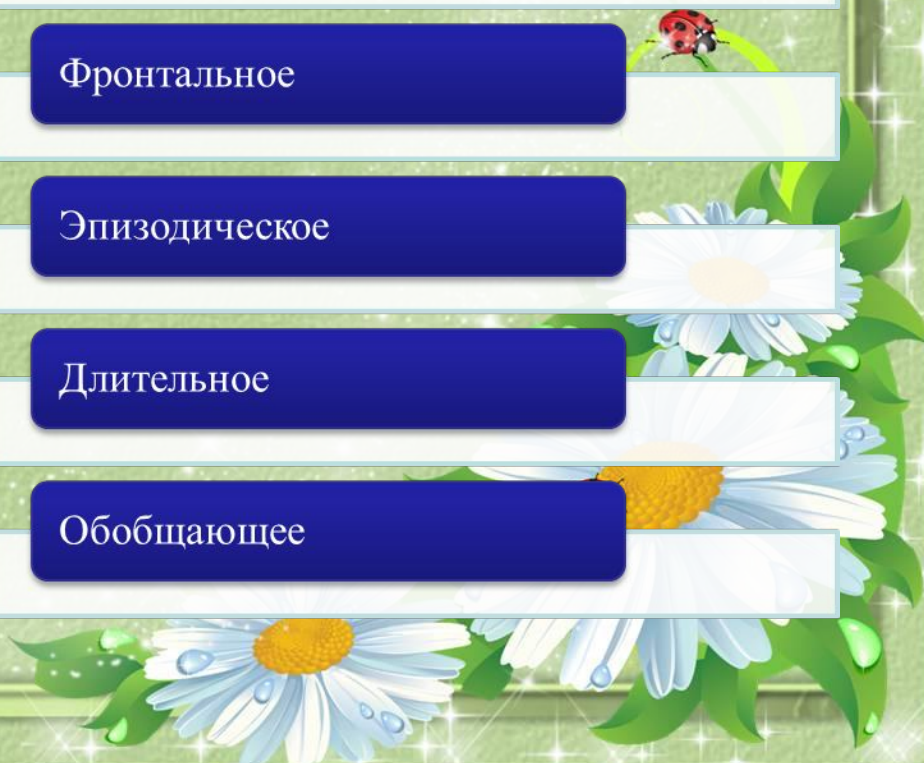 Фронтальное
Эпизодическое
Длительное
Обобщающее